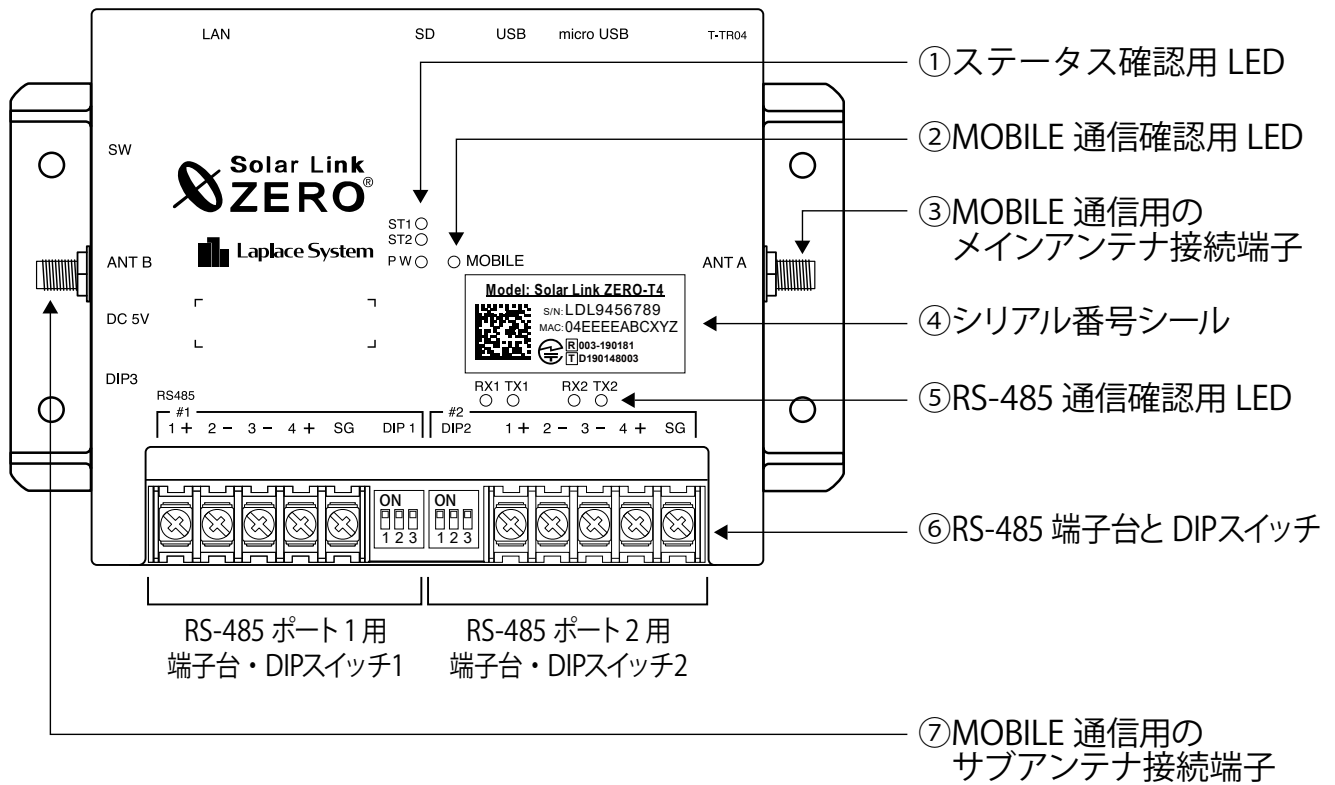 LAN SD USB micro USB T-TR04
①ステータス確認用 LED
②MOBILE 通信確認用 LED
SW
Solar Link
ZERO®
③MOBILE 通信用の
メインアンテナ接続端子
ST1
ST2
PW
MOBILE
Laplace System
ANT B
ANT A
Model: Solar Link ZERO-T4
S/N: LDL9456789
MAC: 04EEEEABCXYZ
R 003-190181
T D190148003
④シリアル番号シール
DC 5V
DIP3
RX1 TX1 RX2 TX2
⑤RS-485 通信確認用 LED
RS485
#1 #2
1 + 2 − 3 − 4 + SG DIP 1 DIP2 1 + 2 − 3 − 4 + SG
ON ON
1 2 3 1 2 3
⑥RS-485 端子台と DIPスイッチ
RS-485 ポート 1 用
端子台・DIPスイッチ1
RS-485 ポート 2 用
端子台・DIPスイッチ2
⑦MOBILE 通信用の
サブアンテナ接続端子